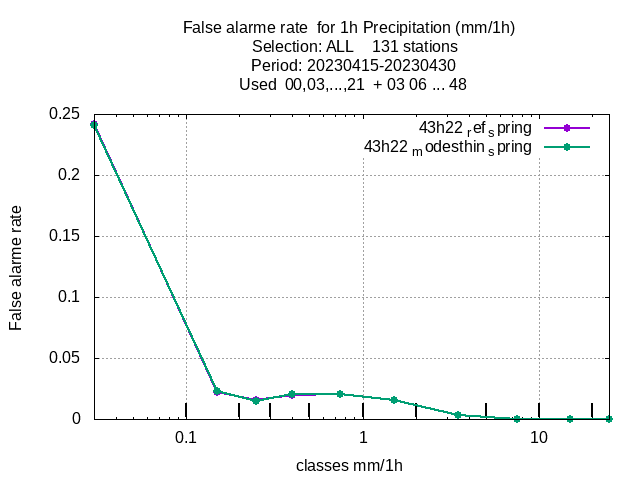 False alarme rate  for 1h Precipitation (mm/1h)
Selection: ALL    131 stations
Period: 20230415-20230430
Used  00,03,...,21  + 03 06 ... 48
43h22 ref spring
43h22 modesthin spring
0.25
0.2
0.15
0.1
0.05
0
False alarme rate
0.1
1
10
classes mm/1h